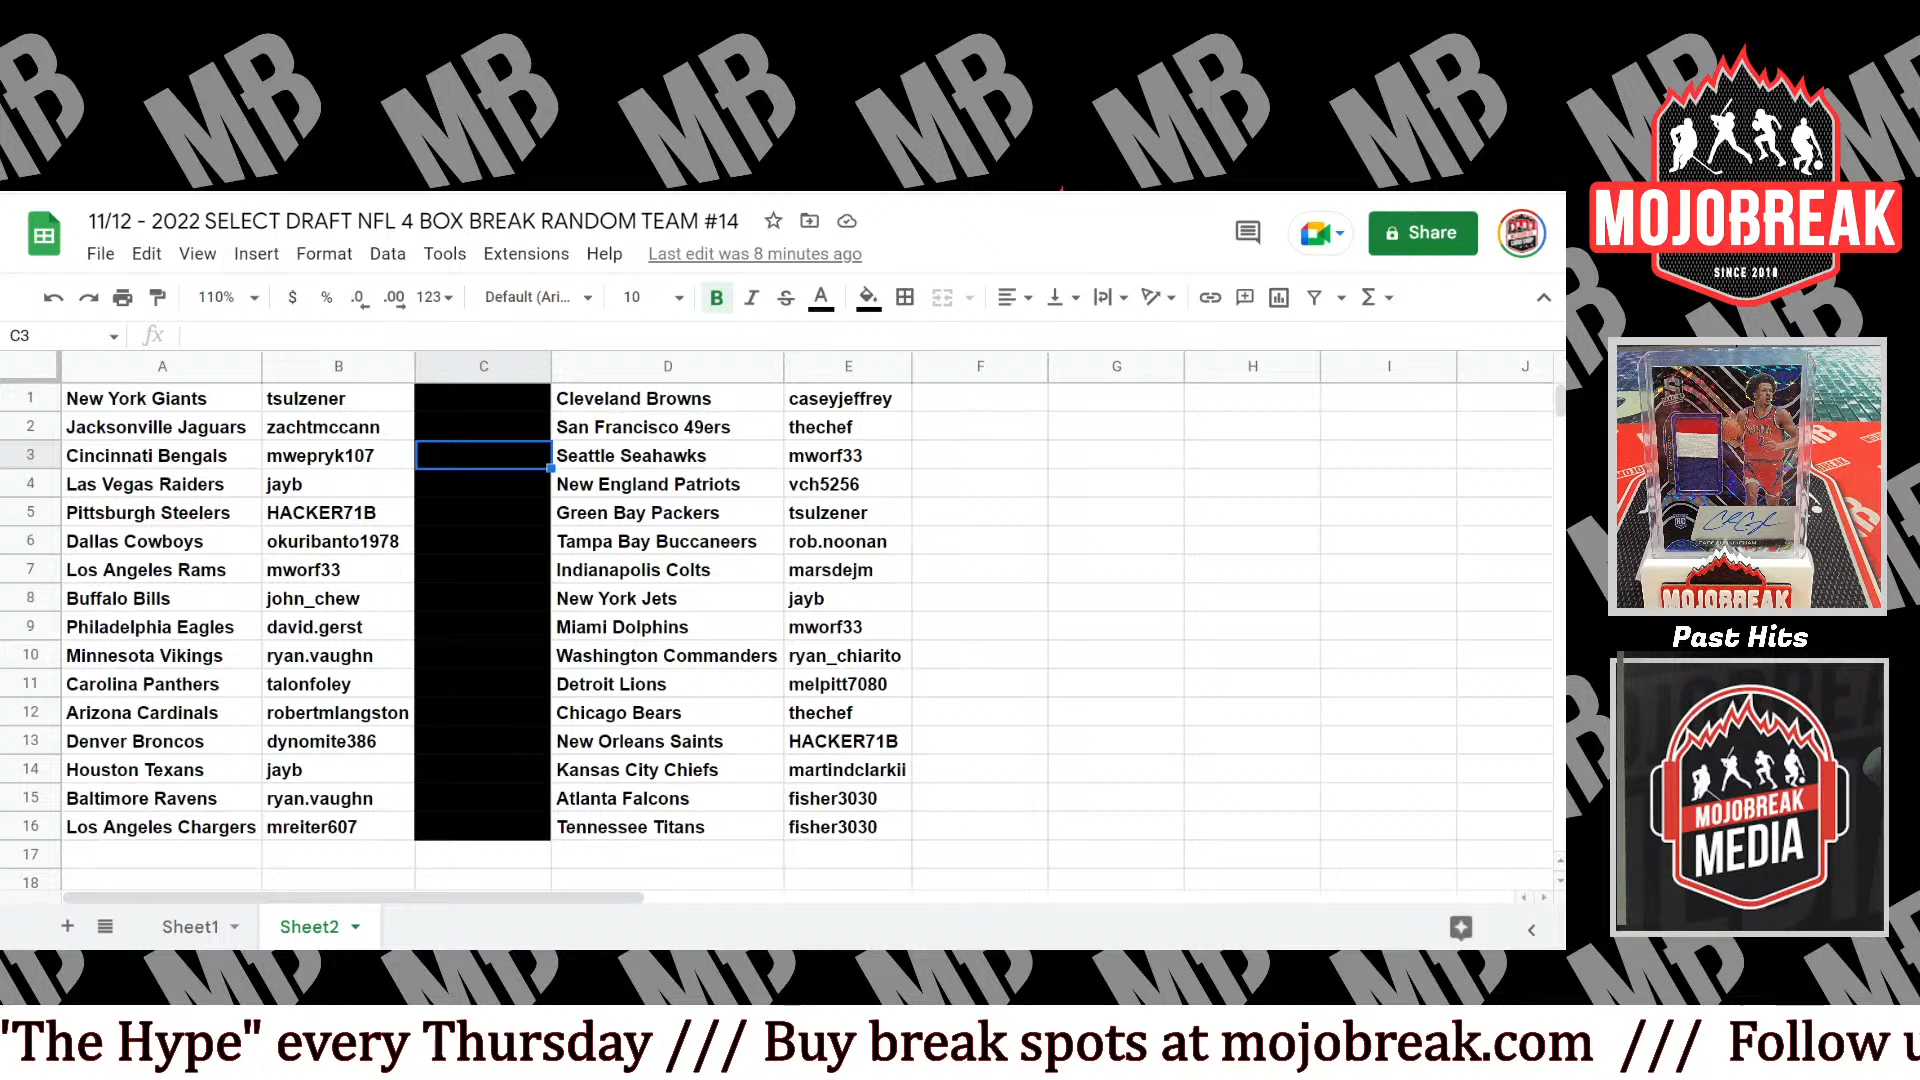 11/12 - 2022 SELECT DRAFT NFL 4 BOX BREAK RANDOM TEAM #14
File Edit View Insert Format Data Tools Extensions Help Last edit was 8 minutes ago
Share
110% $ % .0 .00 123 Default (Ari... 10 B I S A
C3 fx
A B C D E F G H I J
1 New York Giants tsulzener Cleveland Browns caseyjeffrey
2 Jacksonville Jaguars zachtmccann San Francisco 49ers thechef
3 Cincinnati Bengals mwepryk107 Seattle Seahawks mworf33
4 Las Vegas Raiders jayb New England Patriots vch5256
5 Pittsburgh Steelers HACKER71B Green Bay Packers tsulzener
6 Dallas Cowboys okuribanto1978 Tampa Bay Buccaneers rob.noonan
7 Los Angeles Rams mworf33 Indianapolis Colts marsdejm
8 Buffalo Bills john_chew New York Jets jayb
9 Philadelphia Eagles david.gerst Miami Dolphins mworf33
10 Minnesota Vikings ryan.vaughn Washington Commanders ryan_chiarito
11 Carolina Panthers talonfoley Detroit Lions melpitt7080
12 Arizona Cardinals robertmlangston Chicago Bears thechef
13 Denver Broncos dynomite386 New Orleans Saints HACKER71B
14 Houston Texans jayb Kansas City Chiefs martindclarkii
15 Baltimore Ravens ryan.vaughn Atlanta Falcons fisher3030
16 Los Angeles Chargers mreiter607 Tennessee Titans fisher3030
17
18
Sheet1 Sheet2
MOJOBREAK
SINCE 2010
MOJOBREAK
Past Hits
MOJOBREAK
MEDIA
"The Hype" every Thursday /// Buy break spots at mojobreak.com /// Follow u